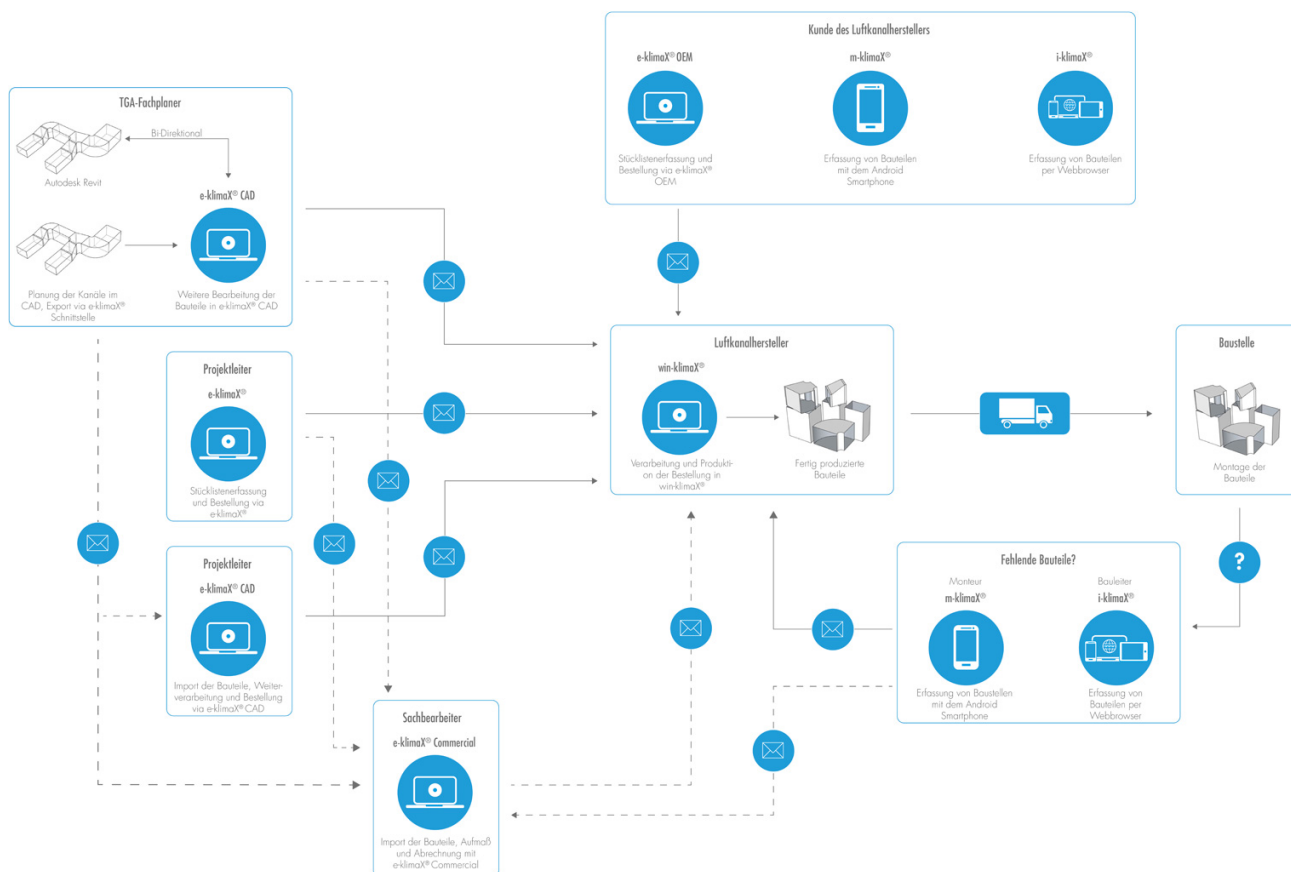 Kunde des Luftkanalherstellers
e-klimaX® OEM
m-klimaX®
i-klimaX®
Stücklistenerfassung und
Bestellung via e-klimaX®
OEM
Erfassung von Bauteilen
mit dem Android
Smartphone
Erfassung von Bauteilen
per Webbrowser
TGA-Fachplaner
Bi-Direktional
Autodesk Revit
e-klimaX® CAD
Planung der Kanäle im
CAD, Export via e-klimaX®
Schnittstelle
Weitere Bearbeitung der
Bauteile in e-klimaX® CAD
Projektleiter
e-klimaX®
Stücklistenerfassung
und Bestellung via
e-klimaX®
Luftkanalhersteller
win-klimaX®
Verarbeitung und Produkti-
on der Bestellung in
win-klimaX®
Fertig produzierte
Bauteile
Baustelle
Montage der
Bauteile
Projektleiter
e-klimaX® CAD
Import der Bauteile, Weiter-
verarbeitung und Bestellung
via e-klimaX® CAD
Fehlende Bauteile?
Monteur
m-klimaX®
Bauleiter
i-klimaX®
?
Erfassung von Baustellen
mit dem Android
Smartphone
Erfassung von
Bauteilen per
Webbrowser
Sachbearbeiter
e-klimaX® Commercial
Import der Bauteile, Aufmaß
und Abrechnung mit
e-klimaX® Commercial